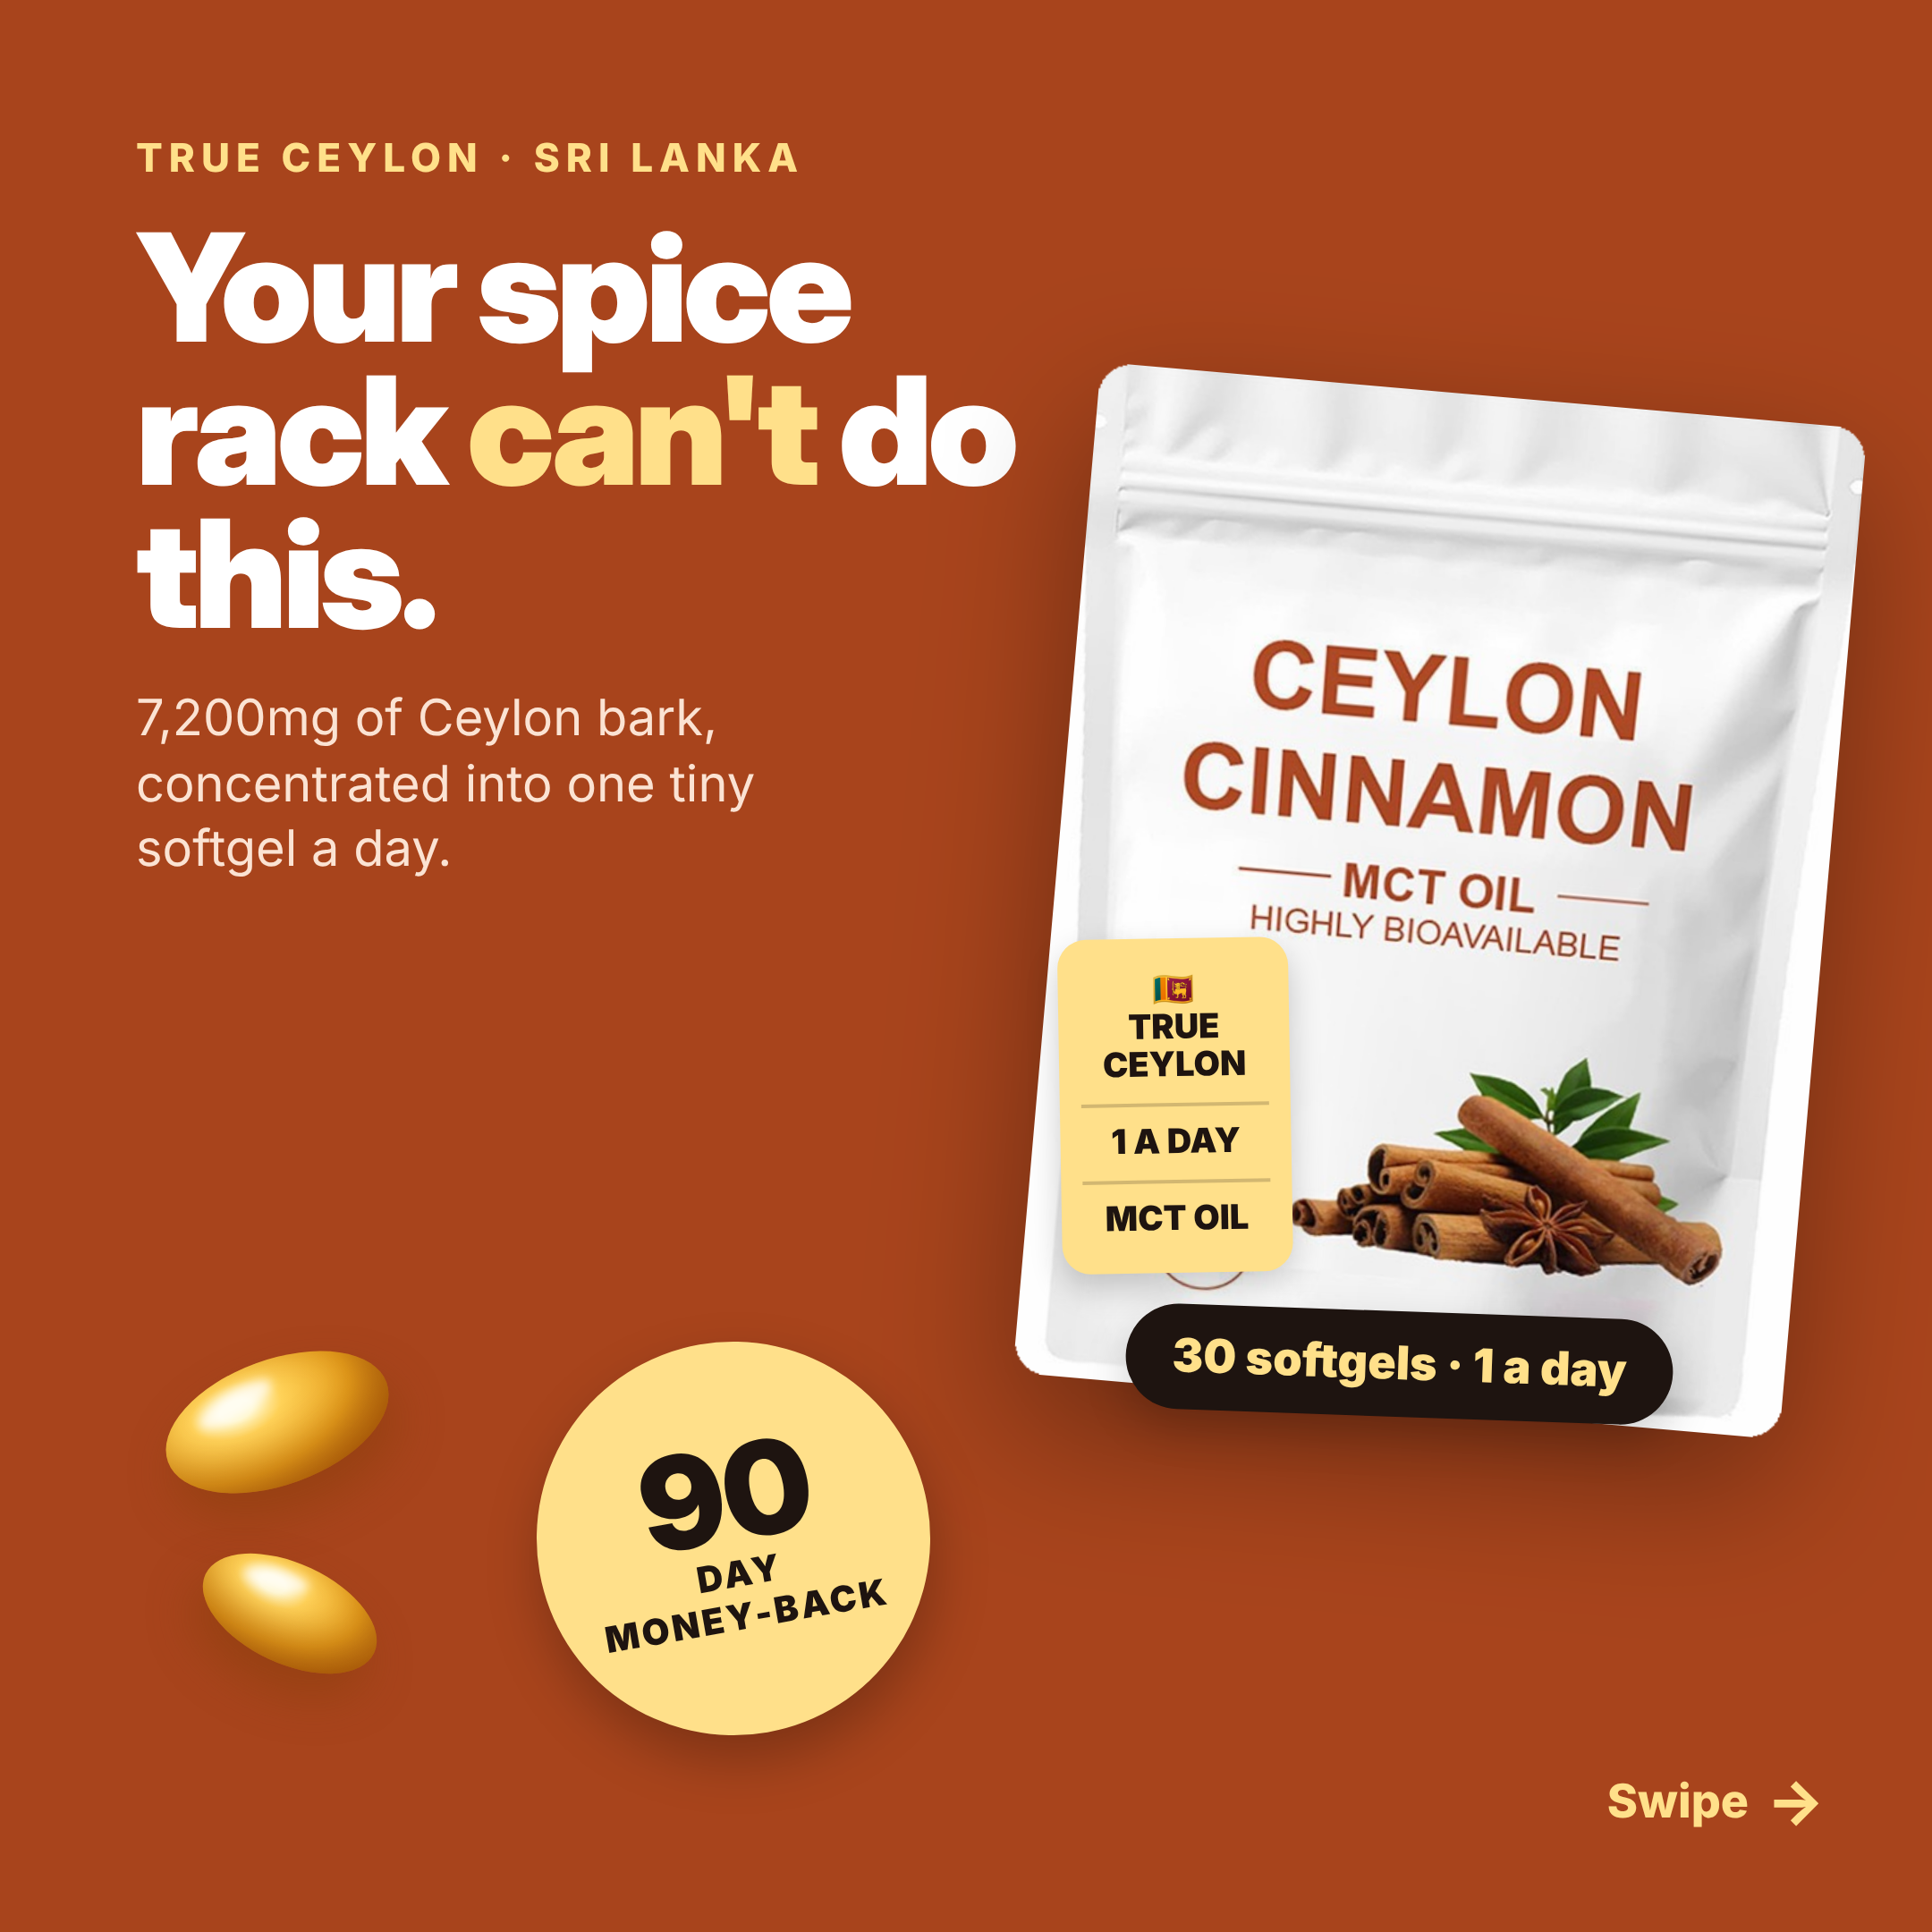 TRUE CEYLON · SRI LANKA
Your spice
rack can't do
this.
7,200mg of Ceylon bark,
concentrated into one tiny
softgel a day.
CEYLON
CINNAMON
MCT OIL
HIGHLY BIOAVAILABLE
TRUE
CEYLON
1 A DAY
MCT OIL
30 softgels · 1 a day
90
DAY
MONEY-BACK
Swipe →